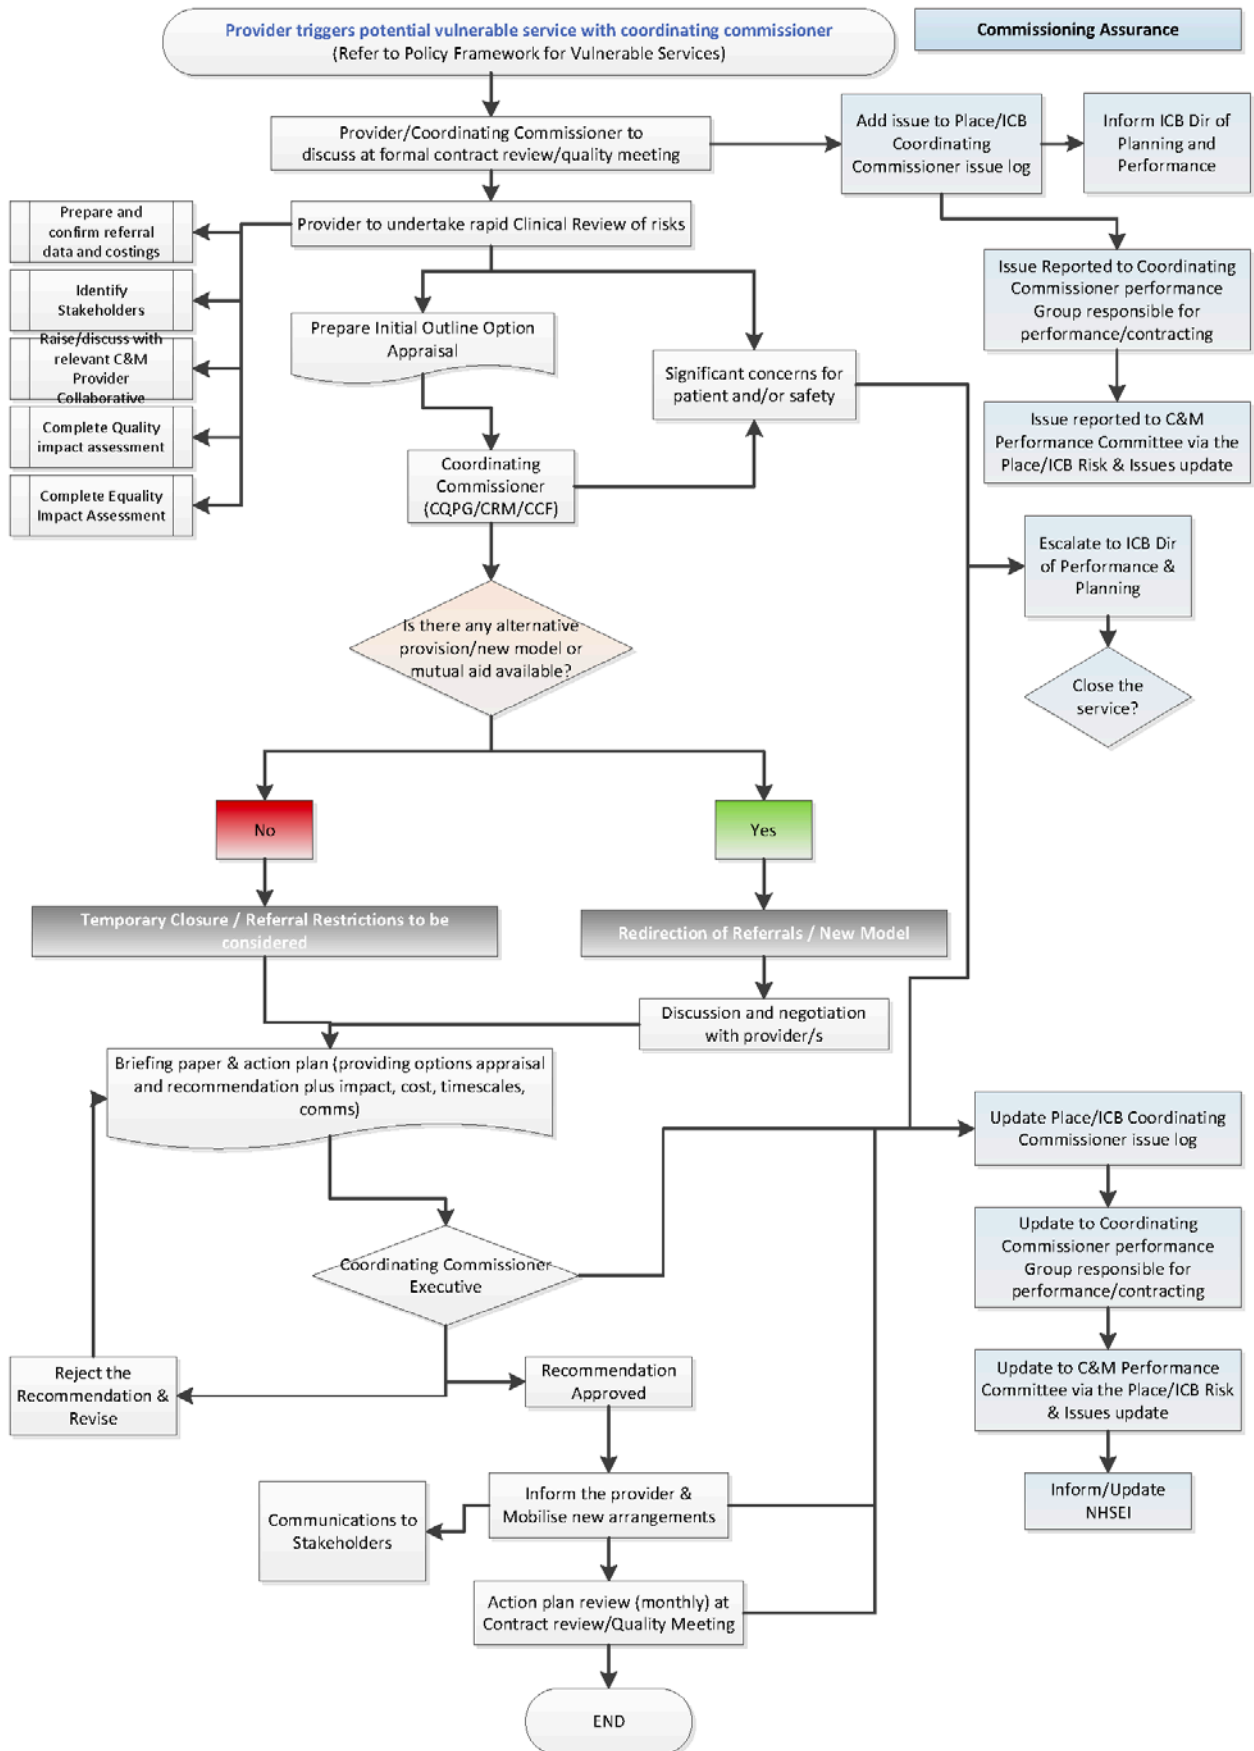 Provider triggers potential vulnerable service with coordinating commissioner
(Refer to Policy Framework for Vulnerable Services)
Commissioning Assurance
Provider/Coordinating Commissioner to
discuss at formal contract review/quality meeting
Add issue to Place/ICB
Coordinating
Commissioner issue log
Inform ICB Dir of
Planning and
Performance
Provider to undertake rapid Clinical Review of risks
Prepare and
confirm referral
data and costings
Identify
Stakeholders
Raise/discuss with
relevant C&M
Provider
Collaborative
Complete Quality
impact assessment
Complete Equality
Impact Assessment
Issue Reported to Coordinating
Commissioner performance
Group responsible for
performance/contracting
Prepare Initial Outline Option
Appraisal
Significant concerns for
patient and/or safety
Issue reported to C&M
Performance Committee via the
Place/ICB Risk & Issues update
Coordinating
Commissioner
(CQPG/CRM/CCF)
Escalate to ICB Dir
of Performance &
Planning
Is there any alternative
provision/new model or
mutual aid available?
Close the
service?
No
Yes
Temporary Closure / Referral Restrictions to be
considered
Redirection of Referrals / New Model
Discussion and negotiation
with provider/s
Briefing paper & action plan (providing options appraisal
and recommendation plus impact, cost, timescales,
comms)
Update Place/ICB Coordinating
Commissioner issue log
Coordinating Commissioner
Executive
Update to Coordinating
Commissioner performance
Group responsible for
performance/contracting
Reject the
Recommendation &
Revise
Recommendation
Approved
Update to C&M Performance
Committee via the Place/ICB Risk
& Issues update
Inform the provider &
Mobilise new arrangements
Communications to
Stakeholders
Inform/Update
NHSEI
Action plan review (monthly) at
Contract review/Quality Meeting
END